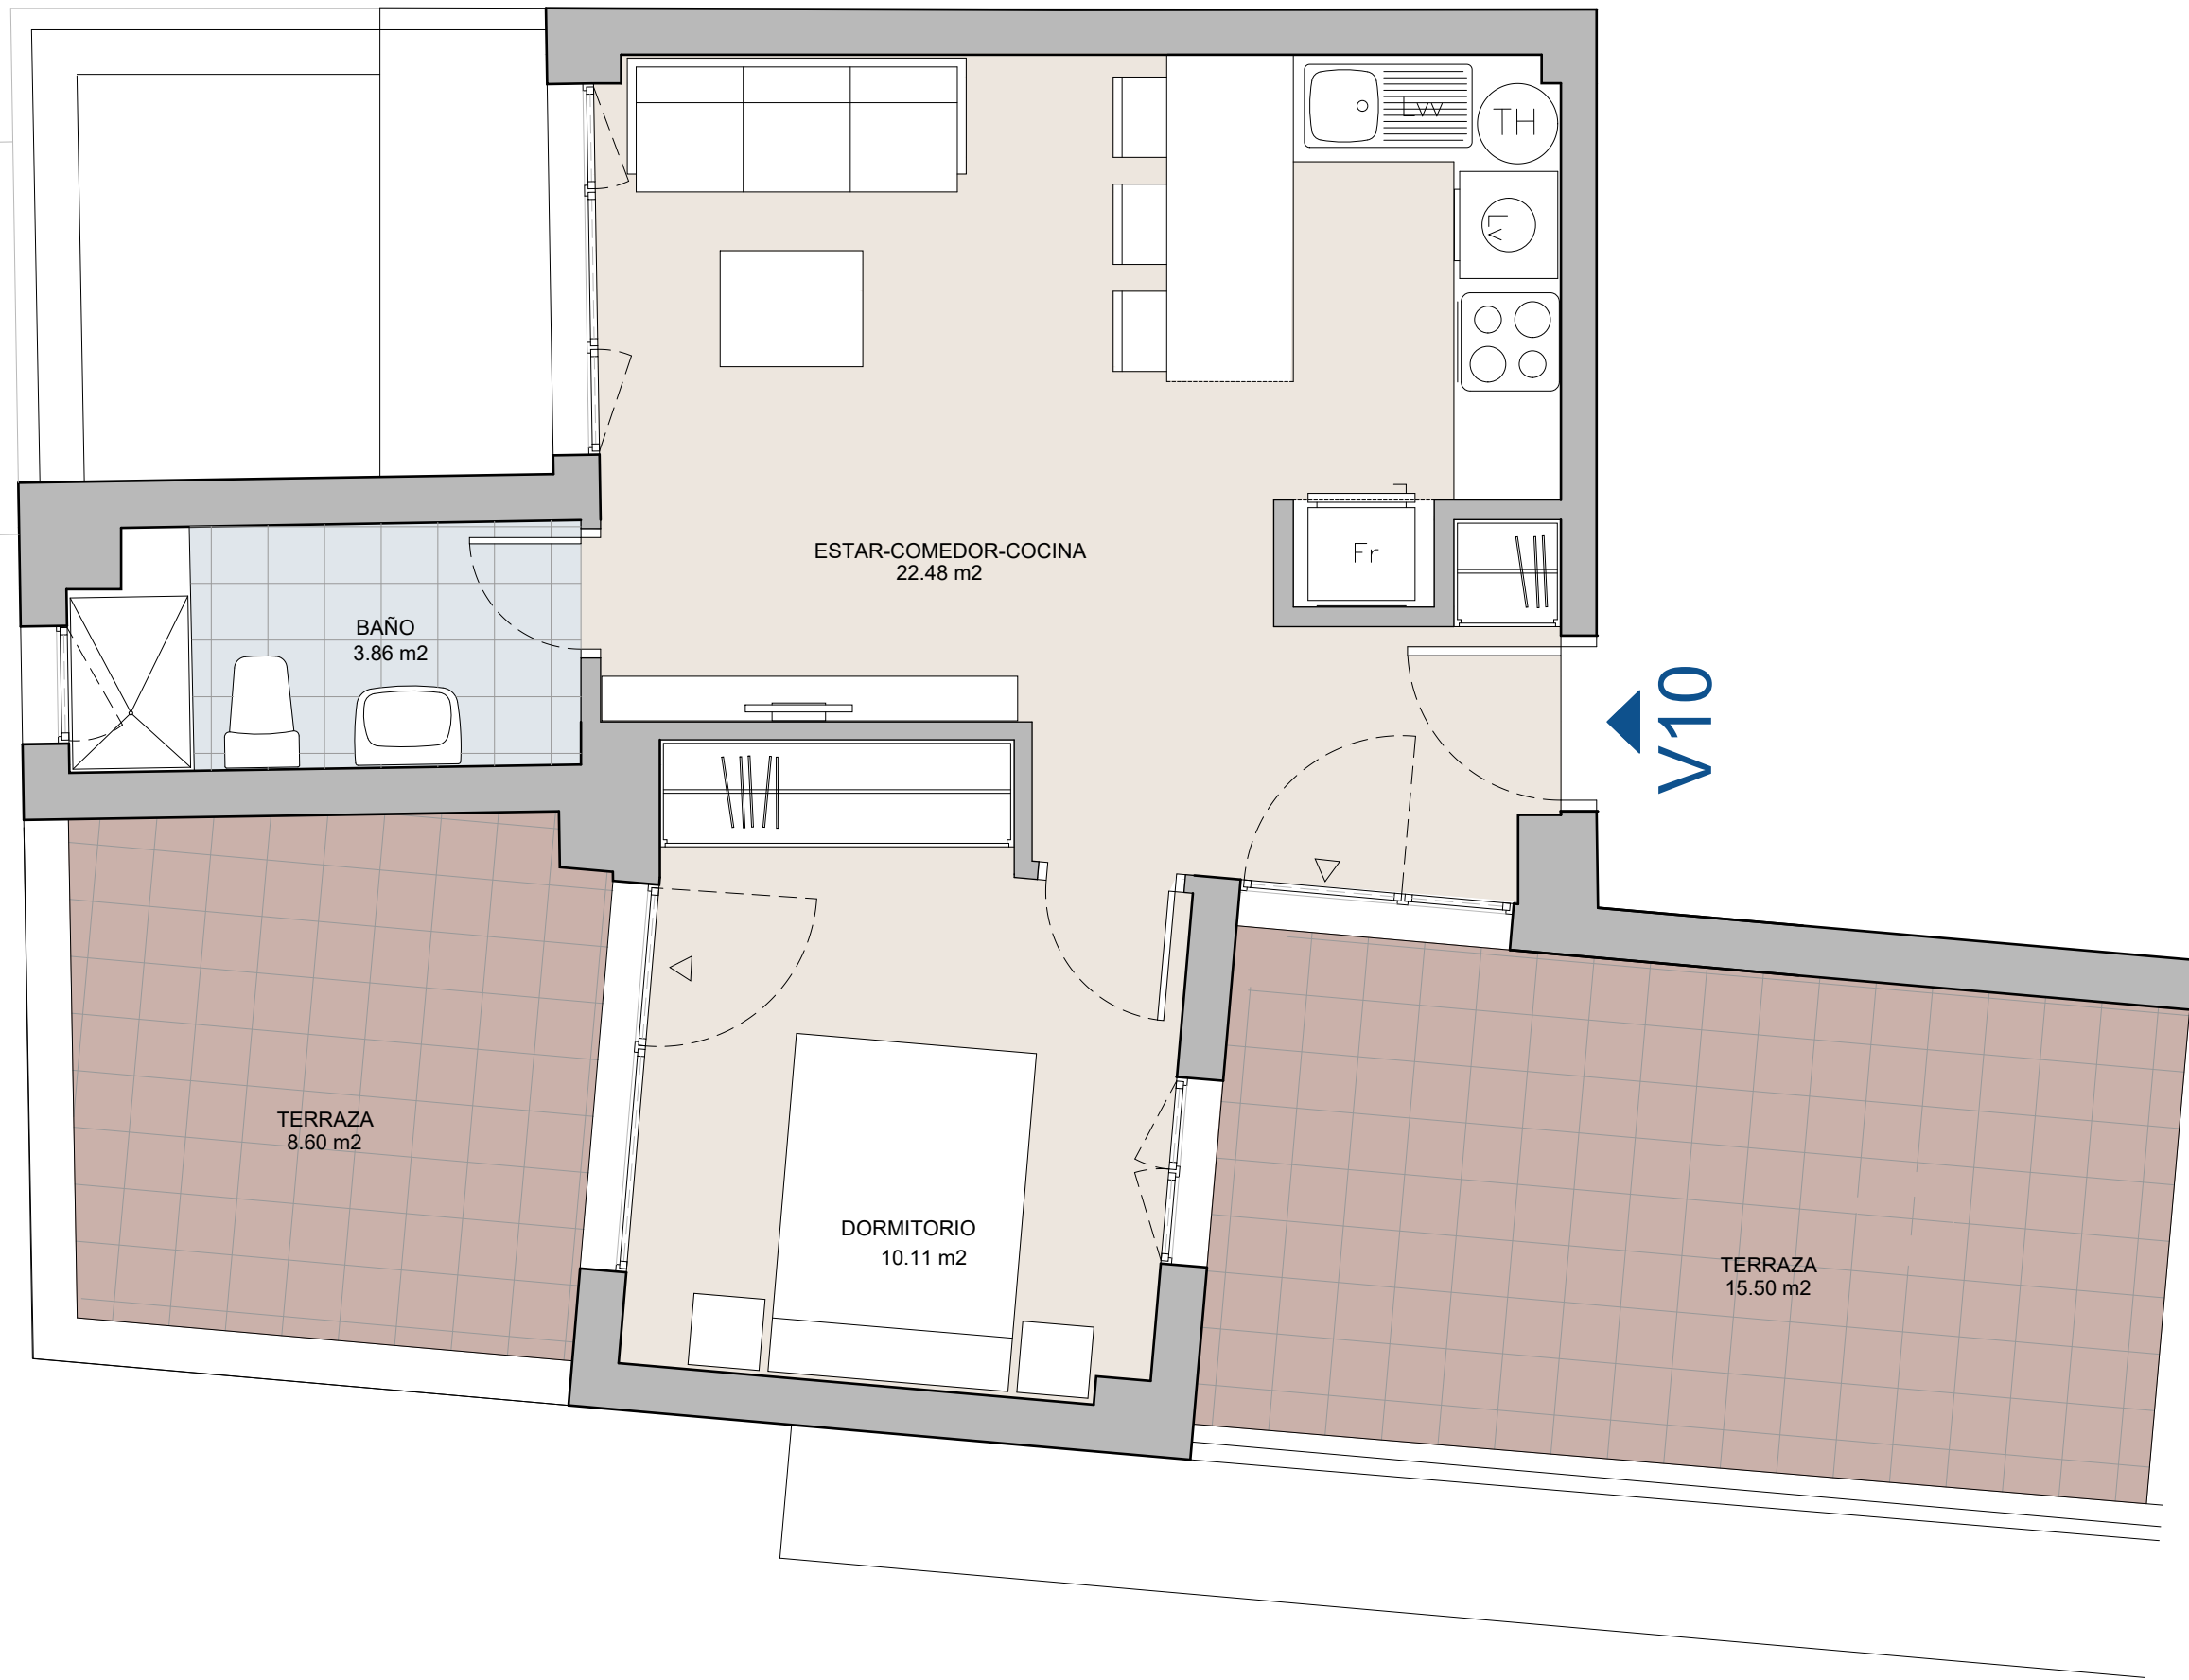 Lvv
TH
LV
ESTAR-COMEDOR-COCINA
22.48 m2
Fr
BAÑO
3.86 m2
V10
TERRAZA
8.60 m2
DORMITORIO
10.11 m2
TERRAZA
15.50 m2